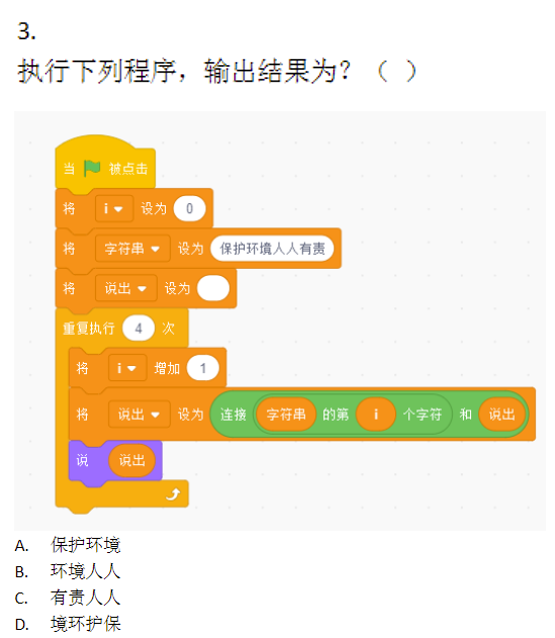 3.
执行下列程序，输出结果为？（ ）
当 被点击
将 i 设为 0
将 字符串 设为 保护环境人人有责
将 说出 设为
重复执行 4 次
将 i 增加 1
将 说出 设为 连接 字符串 的第 i 个字符 和 说出
说 说出
A. 保护环境
B. 环境人人
C. 有责人人
D. 境环护保